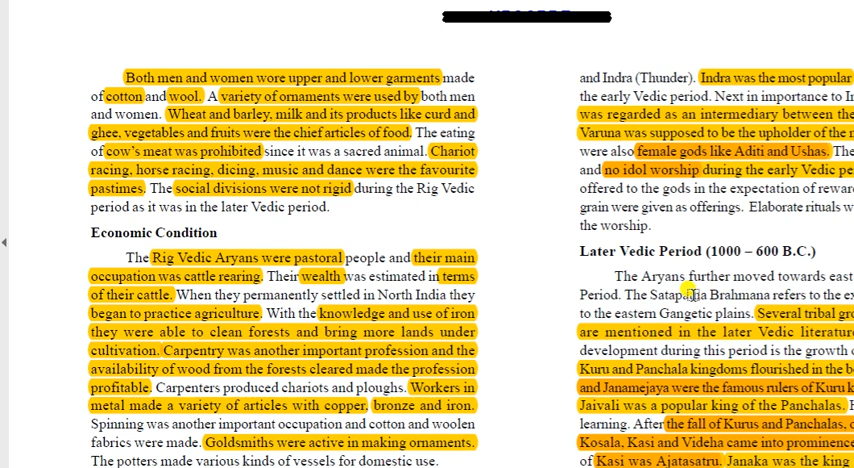 Both men and women wore upper and lower garments made
of cotton and wool. A variety of ornaments were used by both men
and women. Wheat and barley, milk and its products like curd and
ghee, vegetables and fruits were the chief articles of food. The eating
of cow's meat was prohibited since it was a sacred animal. Chariot
racing, horse racing, dicing, music and dance were the favourite
pastimes. The social divisions were not rigid during the Rig Vedic
period as it was in the later Vedic period.
Economic Condition
The Rig Vedic Aryans were pastoral people and their main
occupation was cattle rearing. Their wealth was estimated in terms
of their cattle. When they permanently settled in North India they
began to practice agriculture. With the knowledge and use of iron
they were able to clean forests and bring more lands under
cultivation. Carpentry was another important profession and the
availability of wood from the forests cleared made the profession
profitable. Carpenters produced chariots and ploughs. Workers in
metal made a variety of articles with copper, bronze and iron.
Spinning was another important occupation and cotton and woolen
fabrics were made. Goldsmiths were active in making ornaments.
The potters made various kinds of vessels for domestic use.
and Indra (Thunder). Indra was the most popular
the early Vedic period. Next in importance to In
was regarded as an intermediary between the
Varuna was supposed to be the upholder of the n
were also female gods like Aditi and Ushas. The
and no idol worship during the early Vedic pe
offered to the gods in the expectation of rewar
grain were given as offerings. Elaborate rituals w
the worship.
Later Vedic Period (1000 – 600 B.C.)
The Aryans further moved towards east
Period. The Brahmana refers to the ex
to the eastern Gangetic plains. Several tribal gro
are mentioned in the later Vedic literature
development during this period is the growth o
Kuru and Panchala kingdoms flourished in the b
and Janamejaya were the famous rulers of Kuru k
Jaivali was a popular king of the Panchalas.
learning. After the fall of Kurus and Panchalas, o
Kosala, Kasi and Videha came into prominence
of Kasi was Ajatasatru. Janaka was the king